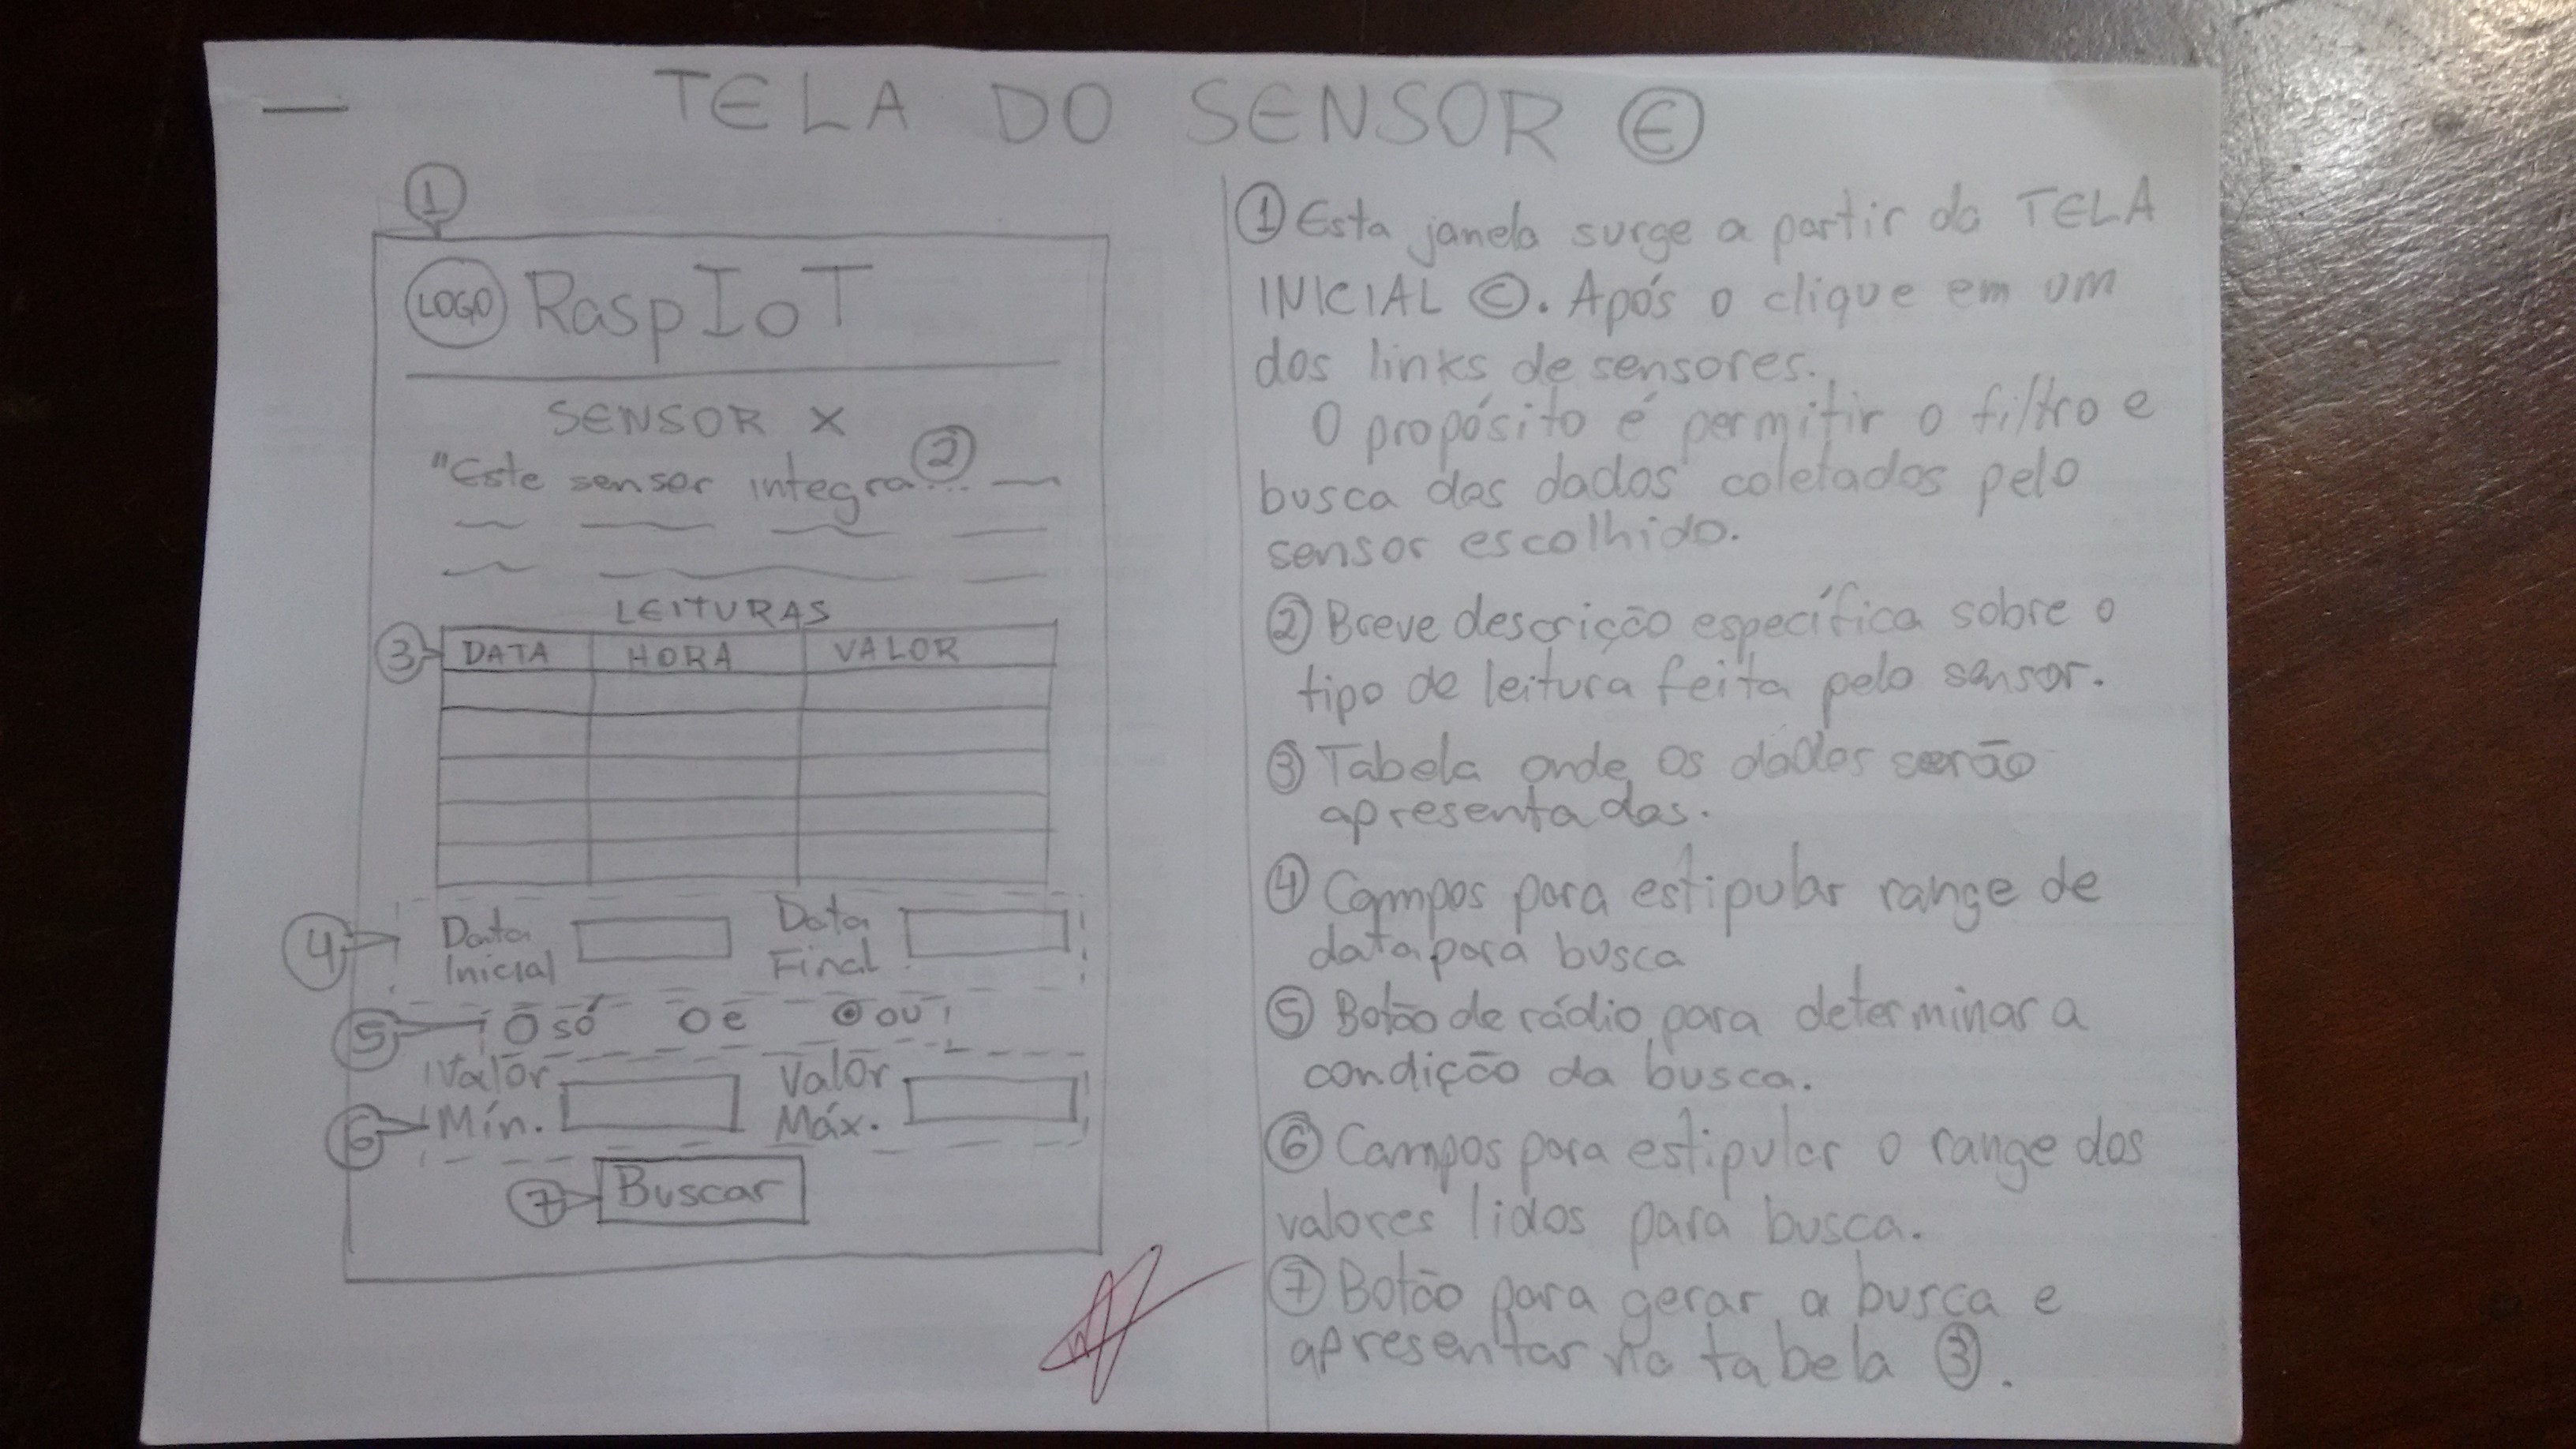 TELA DO SENSOR Ⓔ
①
LOGO RaspIoT
SENSOR X
"Este sensor integra... ②
LEITURAS
③ DATA HORA VALOR
④ Data Inicial Data Final
⑤ só e ou
Valor Valor
⑥ Mín. Máx.
⑦ Buscar
① Esta janela surge a partir da TELA
INICIAL Ⓒ. Após o clique em um
dos links de sensores.
O propósito é permitir o filtro e
busca dos dados coletados pelo
sensor escolhido.
② Breve descrição específica sobre o
tipo de leitura feita pelo sensor.
③ Tabela onde os dados serão
apresentados.
④ Campos para estipular range de
data para busca
⑤ Botão de rádio para determinar a
condição da busca.
⑥ Campos para estipular o range dos
valores lidos para busca.
⑦ Botão para gerar a busca e
apresentar na tabela ③.